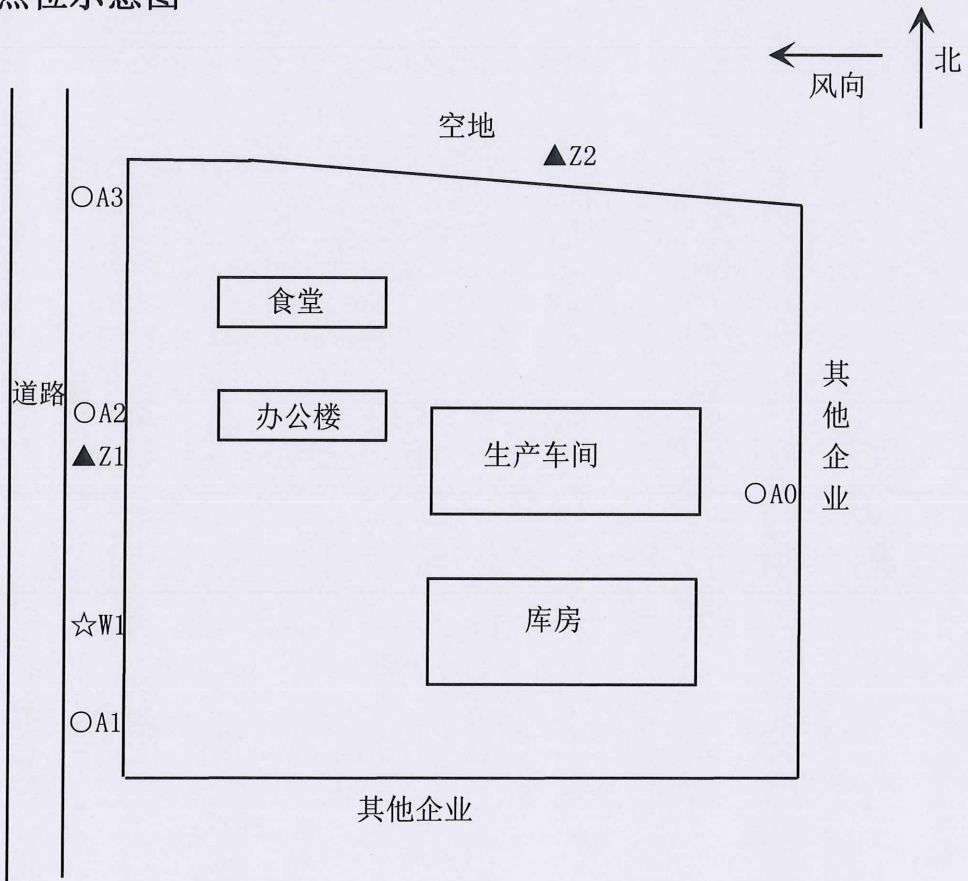 点位示意图
北
风向
空地
▲Z2
○A3
食堂
道路
○A2
办公楼
▲Z1
生产车间
○A0
其他企业
☆W1
库房
○A1
其他企业